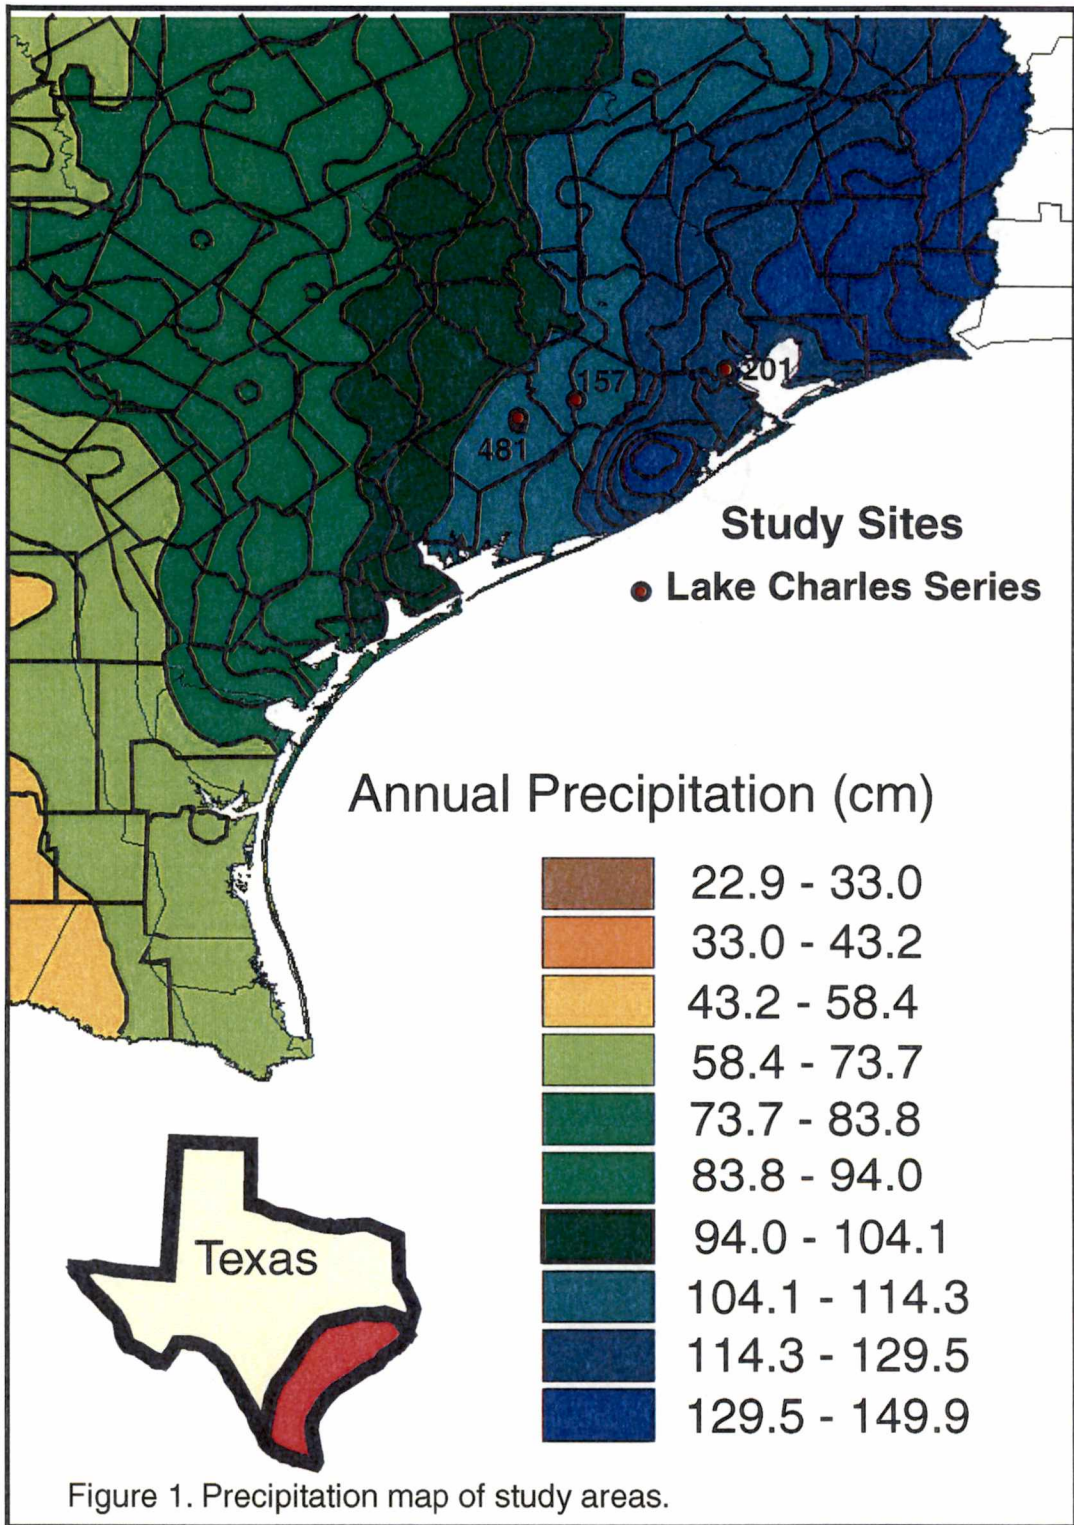 157
201
481
Study Sites
Lake Charles Series
Annual Precipitation (cm)
22.9 - 33.0
33.0 - 43.2
43.2 - 58.4
58.4 - 73.7
73.7 - 83.8
83.8 - 94.0
94.0 - 104.1
104.1 - 114.3
114.3 - 129.5
129.5 - 149.9
Texas
Figure 1. Precipitation map of study areas.